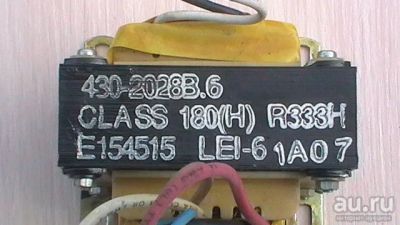 430-2028B.6
CLASS 180(H) R333H
E154515 LEI-6 1A07
au.ru